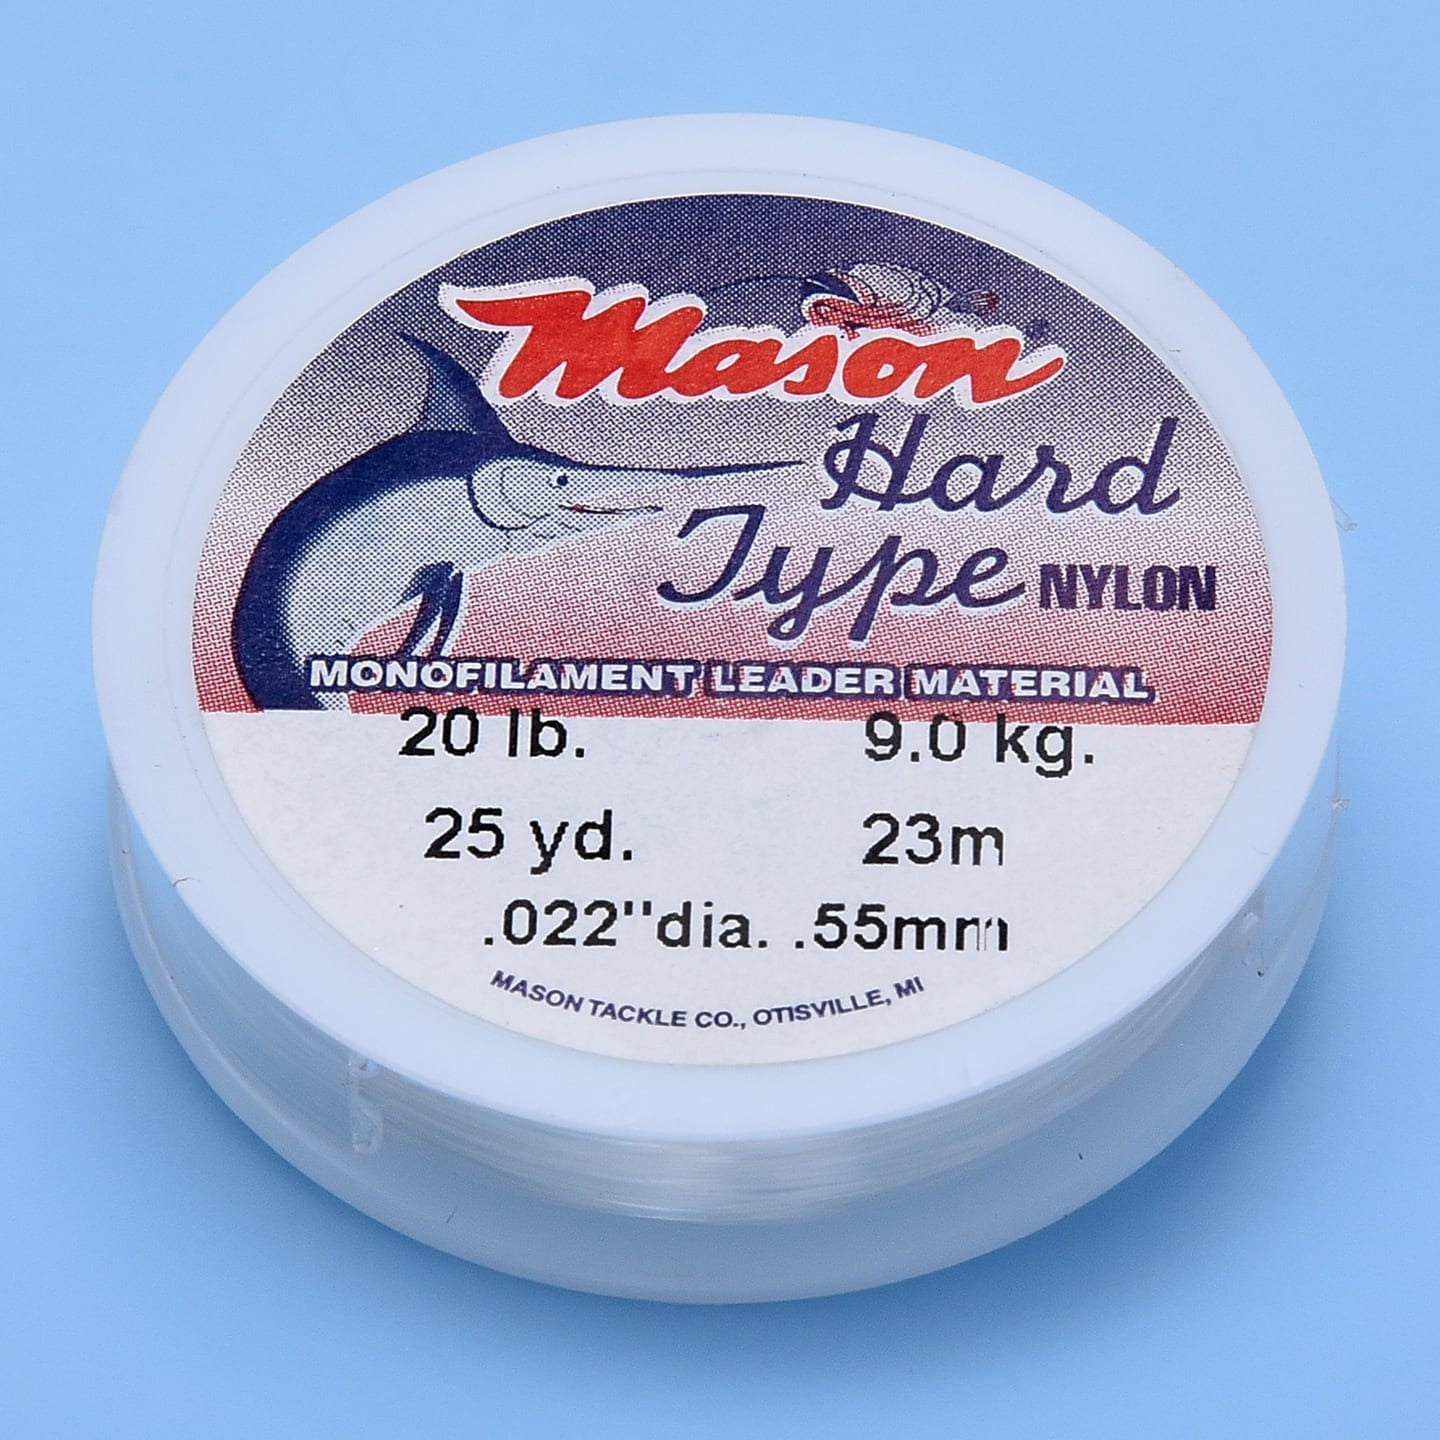 Mason
Hard
Type NYLON
MONOFILAMENT LEADER MATERIAL
20 lb. 9.0 kg.
25 yd. 23m
.022"dia. .55mm
MASON TACKLE CO., OTISVILLE, MI